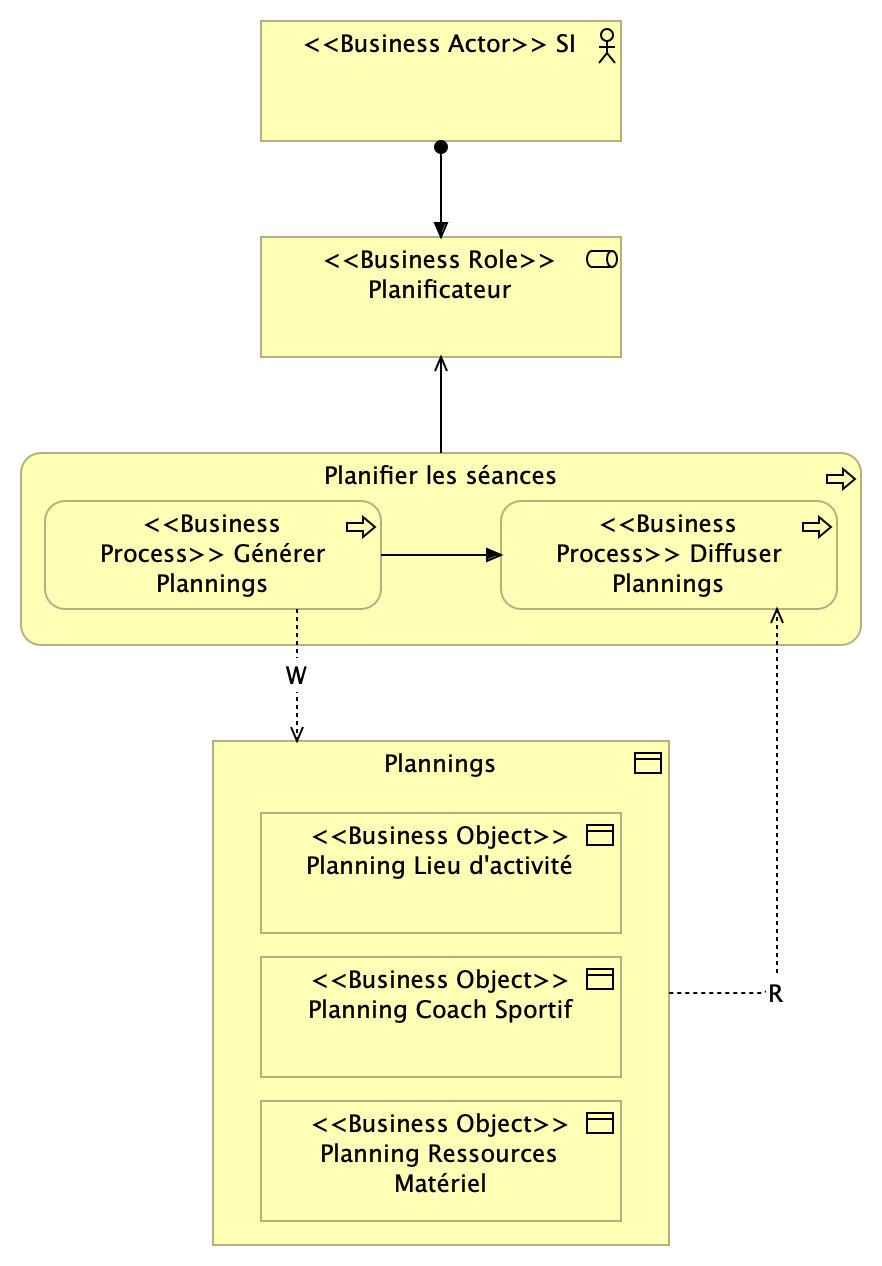 <<Business Actor>> SI
<<Business Role>>
Planificateur
Planifier les séances
<<Business
Process>> Générer
Plannings
<<Business
Process>> Diffuser
Plannings
W
Plannings
<<Business Object>>
Planning Lieu d'activité
<<Business Object>>
Planning Coach Sportif
R
<<Business Object>>
Planning Ressources
Matériel